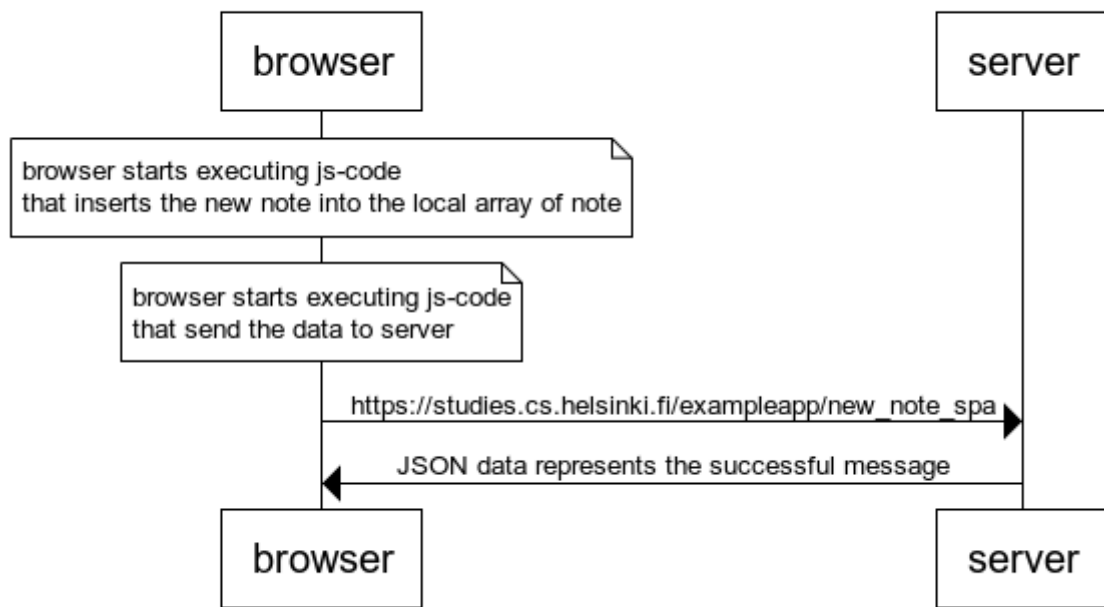 browser
server
browser starts executing js-code
that inserts the new note into the local array of note
browser starts executing js-code
that send the data to server
https://studies.cs.helsinki.fi/exampleapp/new_note_spa
JSON data represents the successful message
browser
server